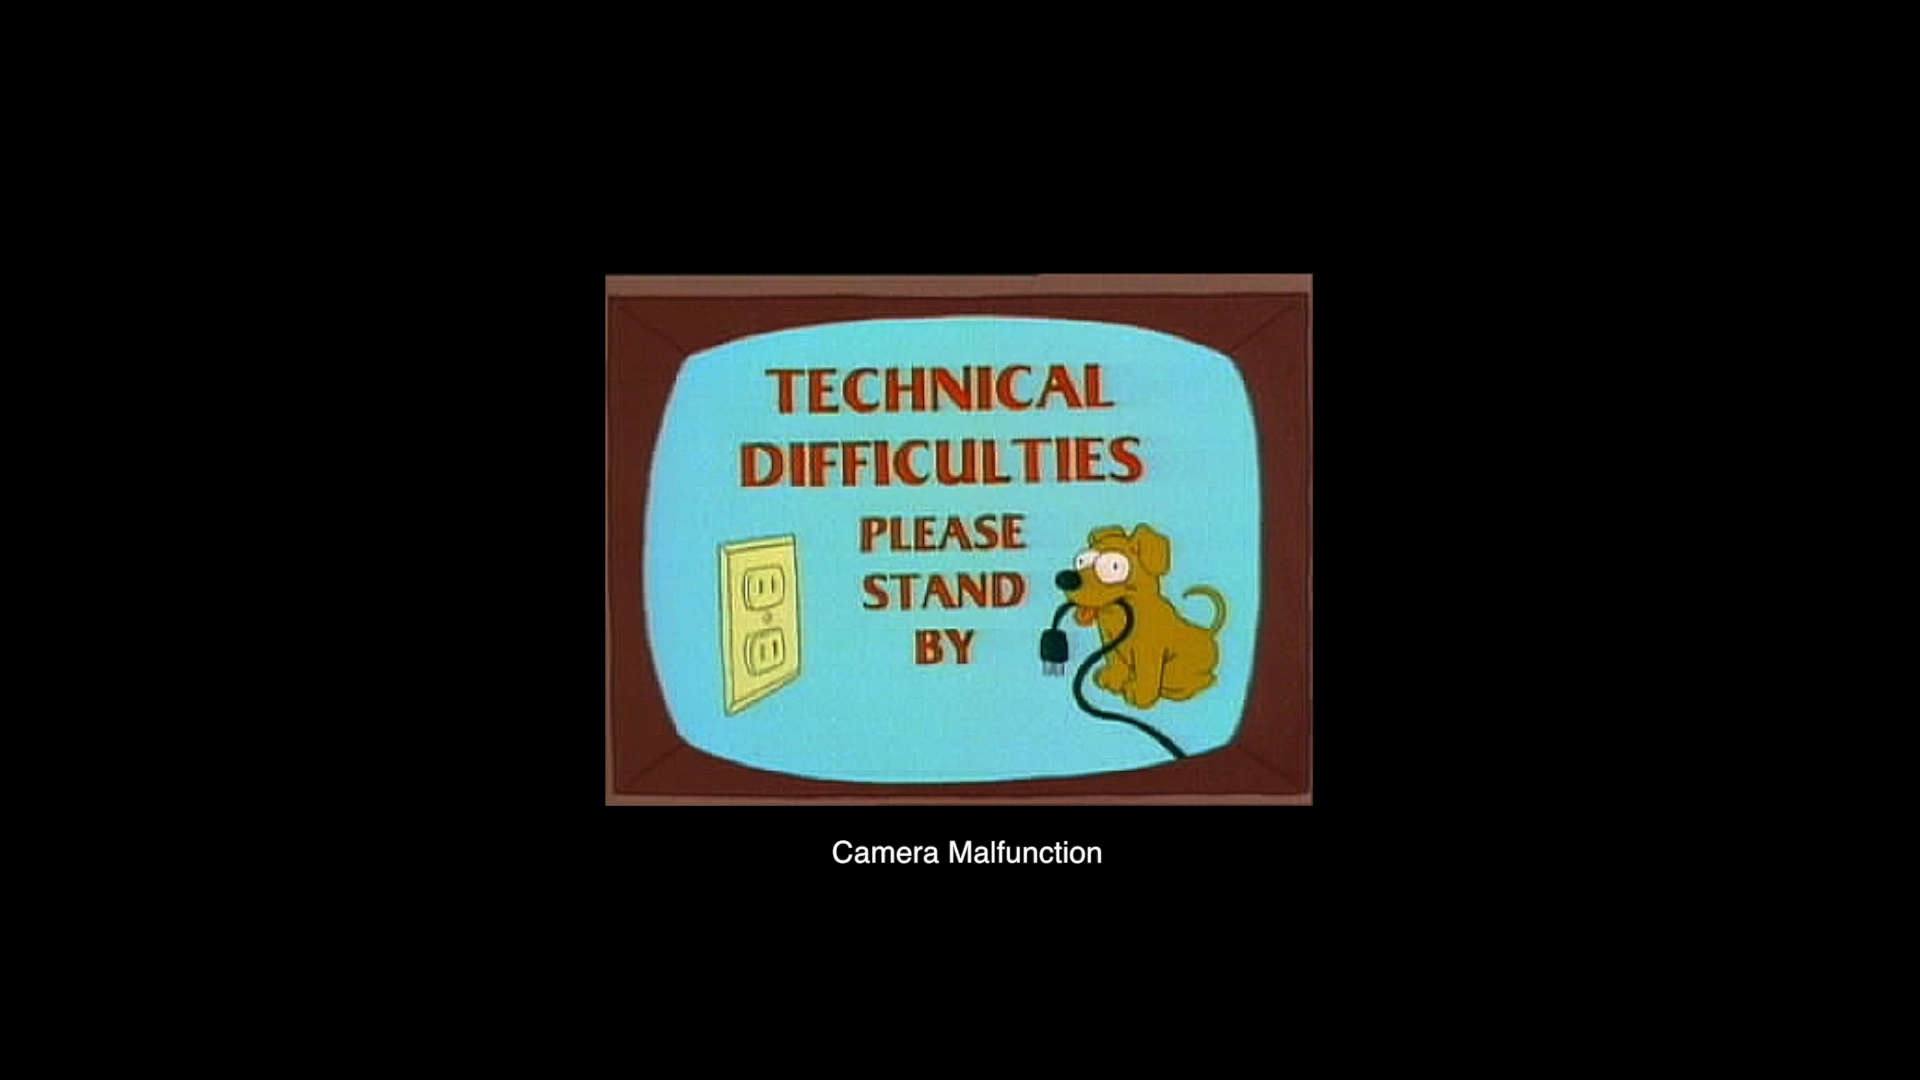 TECHNICAL
DIFFICULTIES
PLEASE
STAND
BY
Camera Malfunction